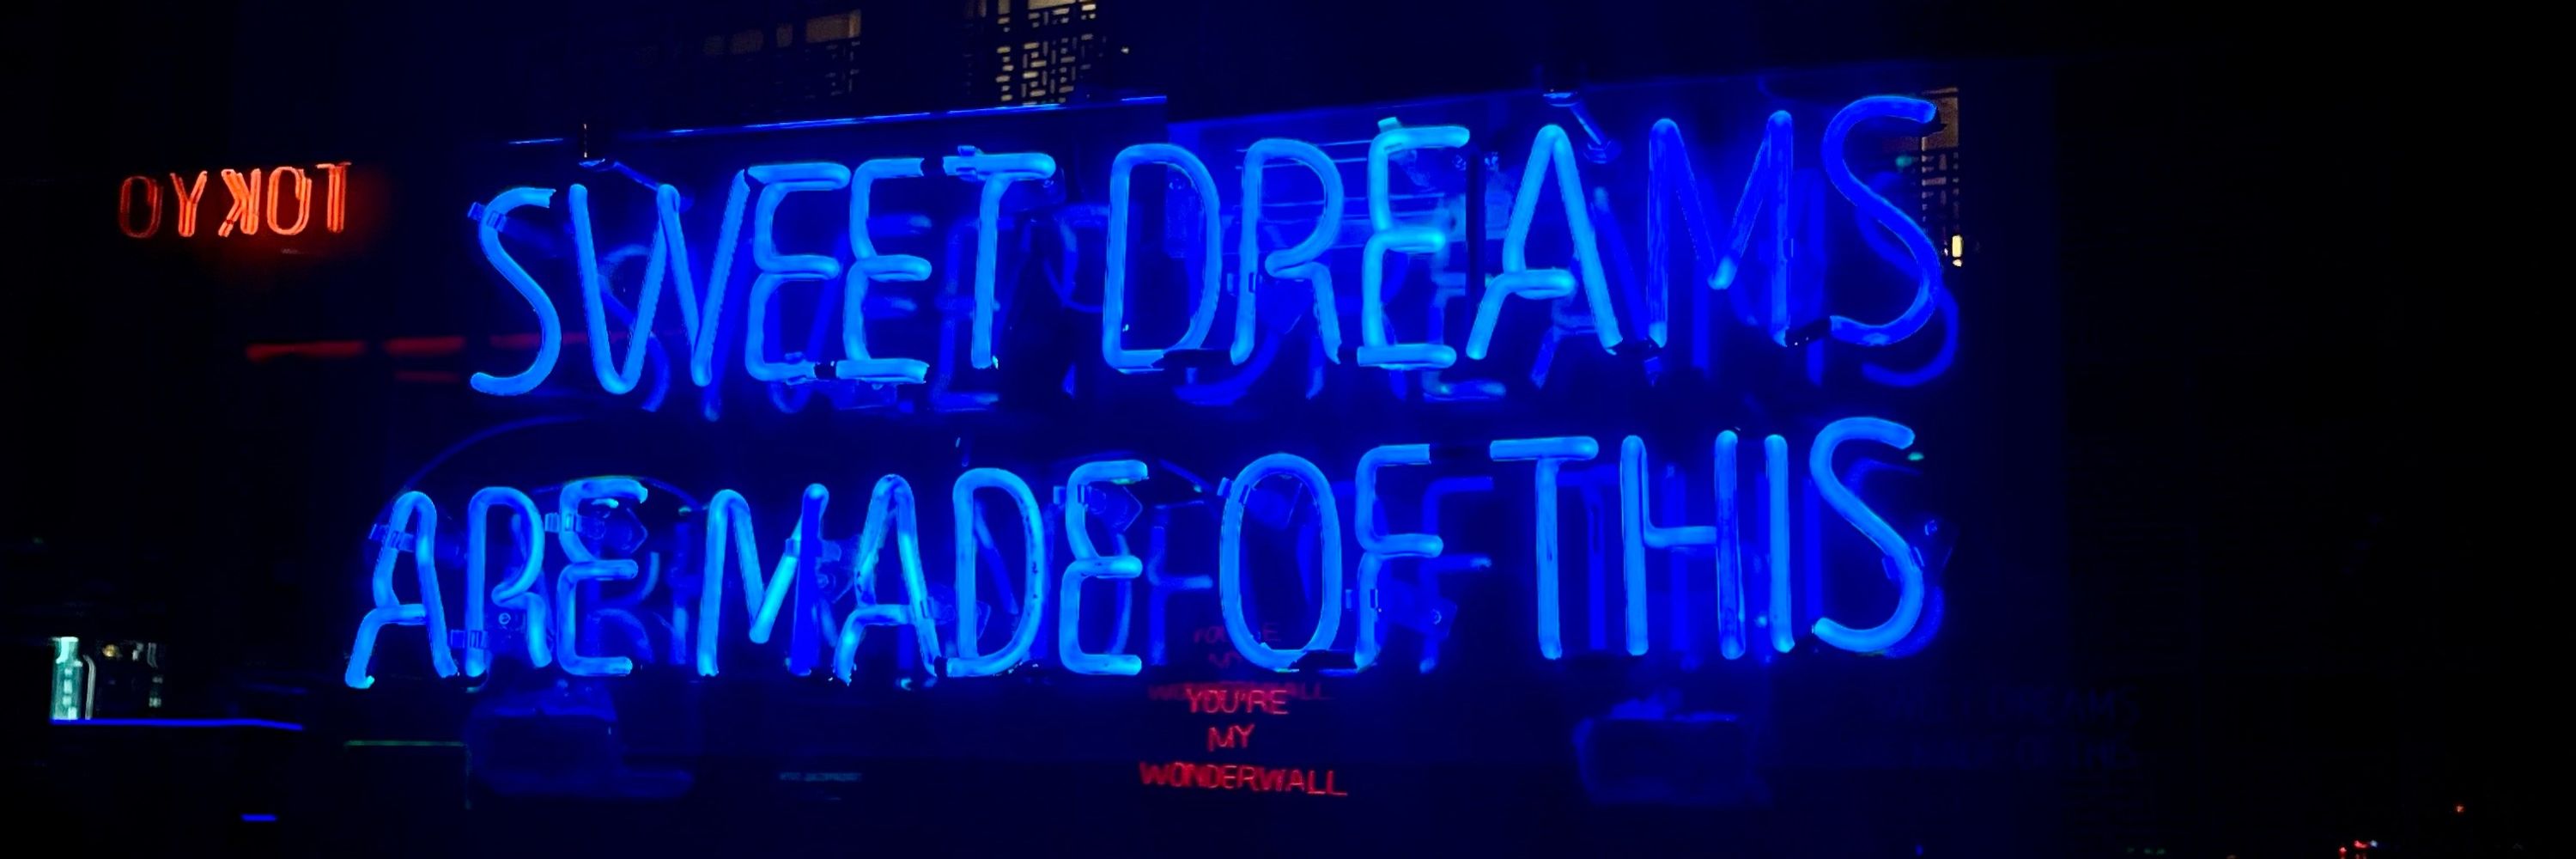 TOKYO
SWEET DREAMS
ARE MADE OF THIS
YOU'RE
MY
WONDERWALL